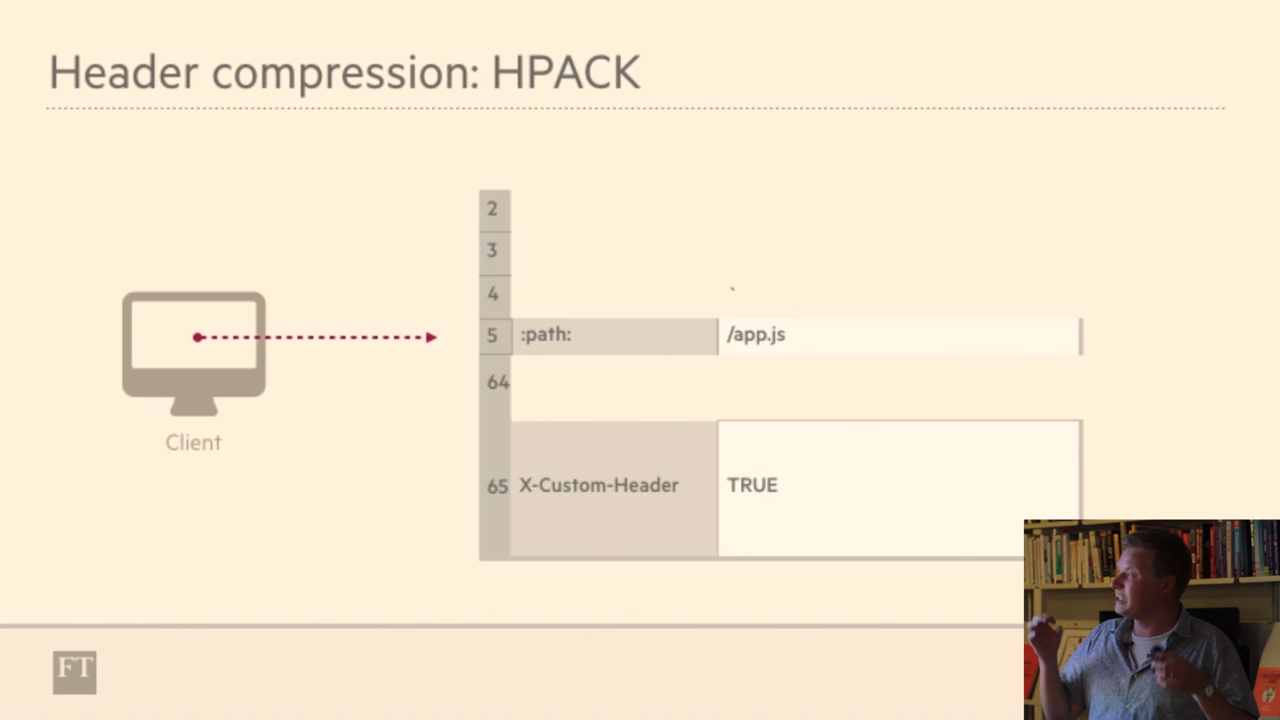 Header compression: HPACK
2
3
4
5 :path: /app.js
64
65 X-Custom-Header TRUE
Client
FT